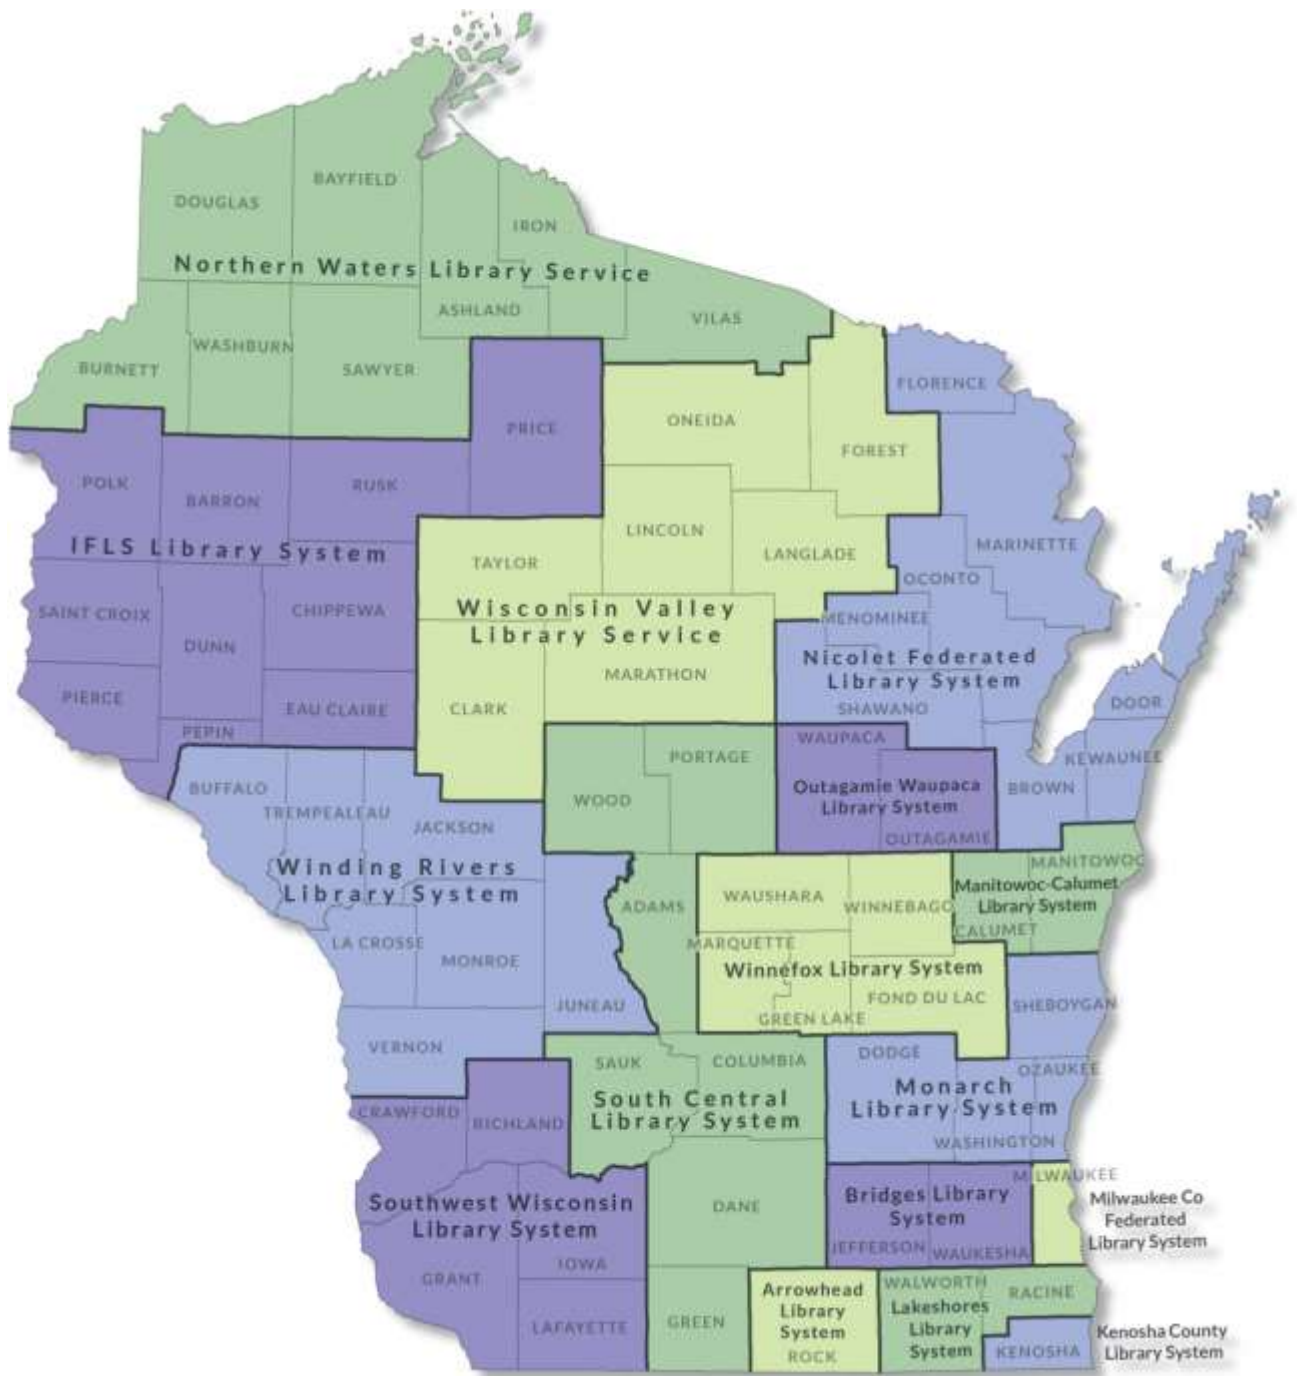 BAYFIELD
DOUGLAS
IRON
Northern Waters Library Service
ASHLAND
VILAS
WASHBURN
BURNETT
SAWYER
FLORENCE
ONEIDA
PRICE
FOREST
POLK
RUSK
BARRON
LINCOLN
MARINETTE
IFLS Library System
LANGLADE
TAYLOR
OCONTO
SAINT CROIX
CHIPPEWA
Wisconsin Valley
Library Service
MENOMINEE
DUNN
Nicolet Federated
Library System
MARATHON
PIERCE
EAU CLAIRE
CLARK
SHAWANO
DOOR
PEPIN
WAUPACA
PORTAGE
KEWAUNEE
BUFFALO
Outagamie Waupaca
Library System
BROWN
WOOD
TREMPEALEAU
JACKSON
OUTAGAMIE
MANITOWOC
Winding Rivers
Library System
Manitowoc-Calumet
Library System
WAUSHARA
WINNEBAGO
ADAMS
CALUMET
LA CROSSE
MARQUETTE
MONROE
Winnefox Library System
FOND DU LAC
JUNEAU
SHEBOYGAN
GREEN LAKE
VERNON
DODGE
SAUK
COLUMBIA
OZAUKEE
Monarch
Library System
South Central
Library System
CRAWFORD
RICHLAND
WASHINGTON
MILWAUKEE
Southwest Wisconsin
Library System
DANE
Bridges Library
System
Milwaukee Co
Federated
Library System
JEFFERSON
WAUKESHA
IOWA
GRANT
WALWORTH
RACINE
Arrowhead
Library
System
Lakeshores
Library
System
GREEN
LAFAYETTE
ROCK
KENOSHA
Kenosha County
Library System